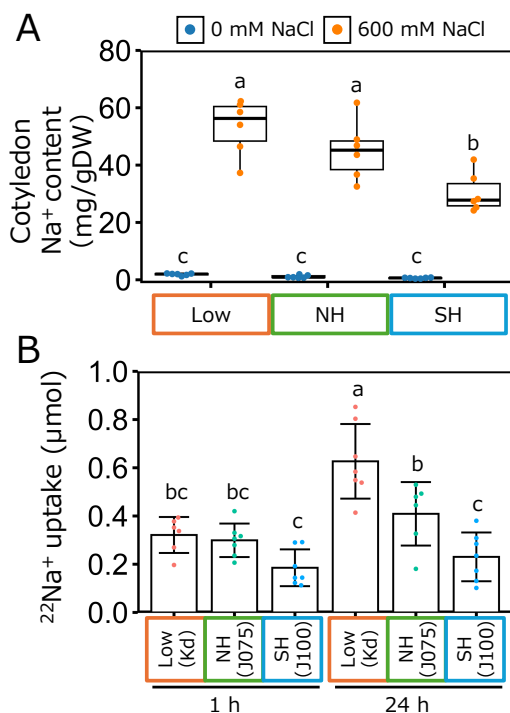 A
0 mM NaCl
600 mM NaCl
Cotyledon
Na⁺ content
(mg/gDW)
80
60
40
20
0
a
a
b
c
c
c
Low
NH
SH
B
²²Na⁺ uptake (μmol)
1.0
0.8
0.6
0.4
0.2
0.0
bc
bc
c
a
b
c
Low
(Kd)
NH
(J075)
SH
(J100)
Low
(Kd)
NH
(J075)
SH
(J100)
1 h
24 h